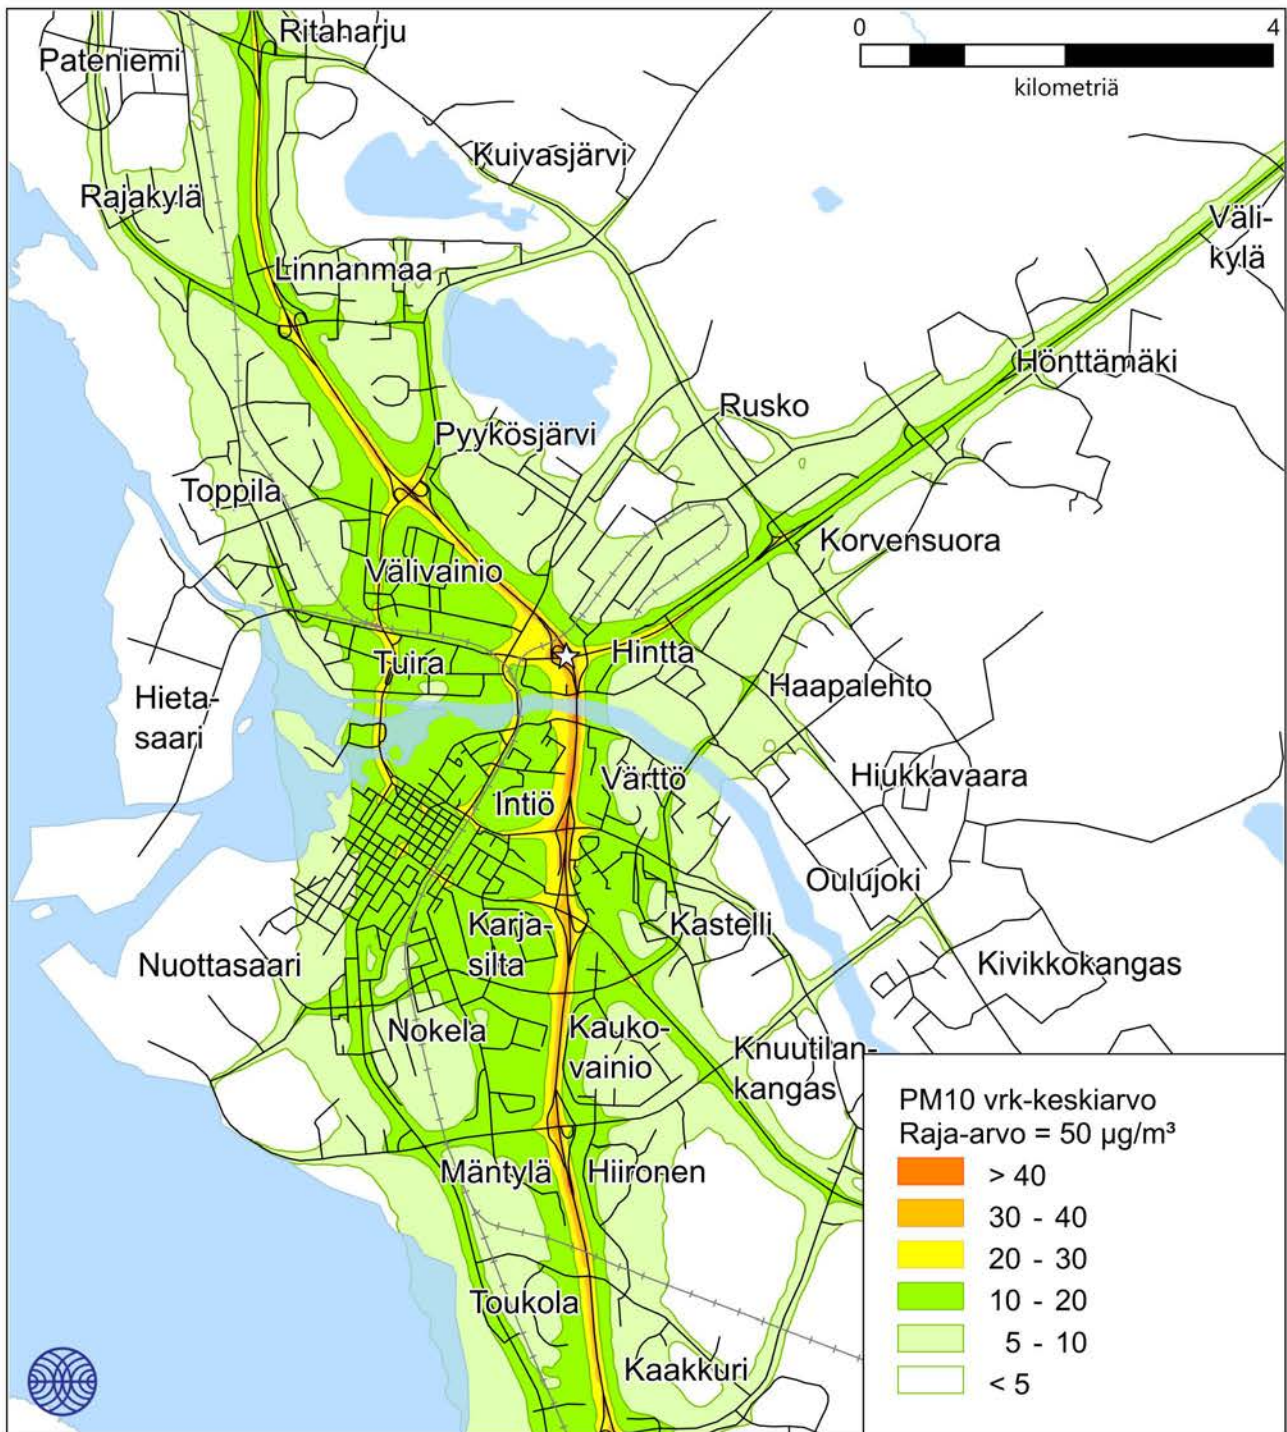 Ritaharju
0 4
Pateniemi
kilometriä
Kuivasjärvi
Rajakylä
Väli-
kylä
Linnanmaa
Hönttämäki
Rusko
Pyykösjärvi
Toppila
Korvensuora
Välivainio
Hintta
Tuira
Haapalehto
Hieta-
saari
Hiukkavaara
Värttö
Intiö
Oulujoki
Karja-
silta
Kastelli
Nuottasaari
Kivikkokangas
Nokela
Kauko-
vainio
Knuutilan-
kangas
Mäntylä
Hiironen
Toukola
Kaakkuri
PM10 vrk-keskiarvo
Raja-arvo = 50 µg/m³
> 40
30 - 40
20 - 30
10 - 20
5 - 10
< 5